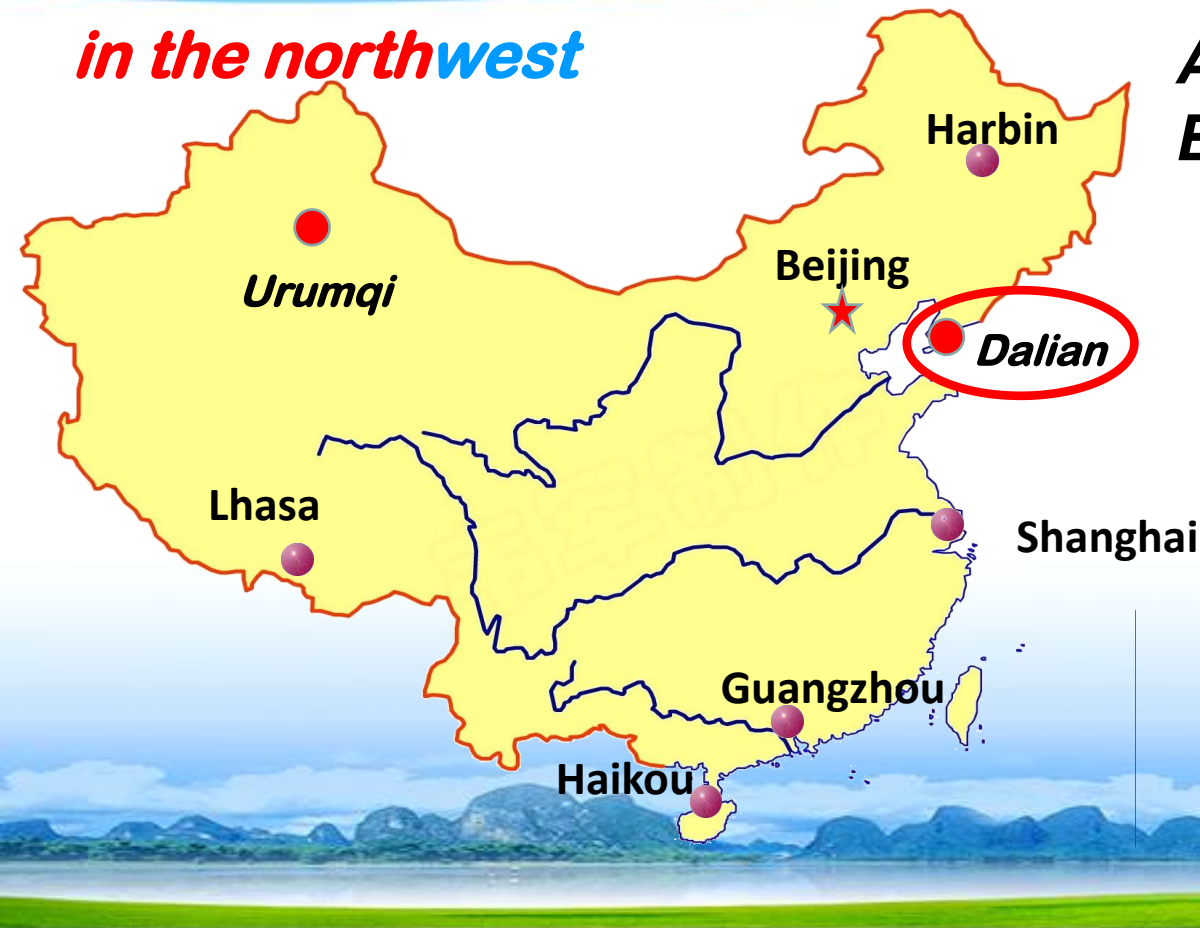 in the northwest
A
B
Harbin
Beijing
Urumqi
Dalian
Lhasa
Shanghai
Guangzhou
Haikou